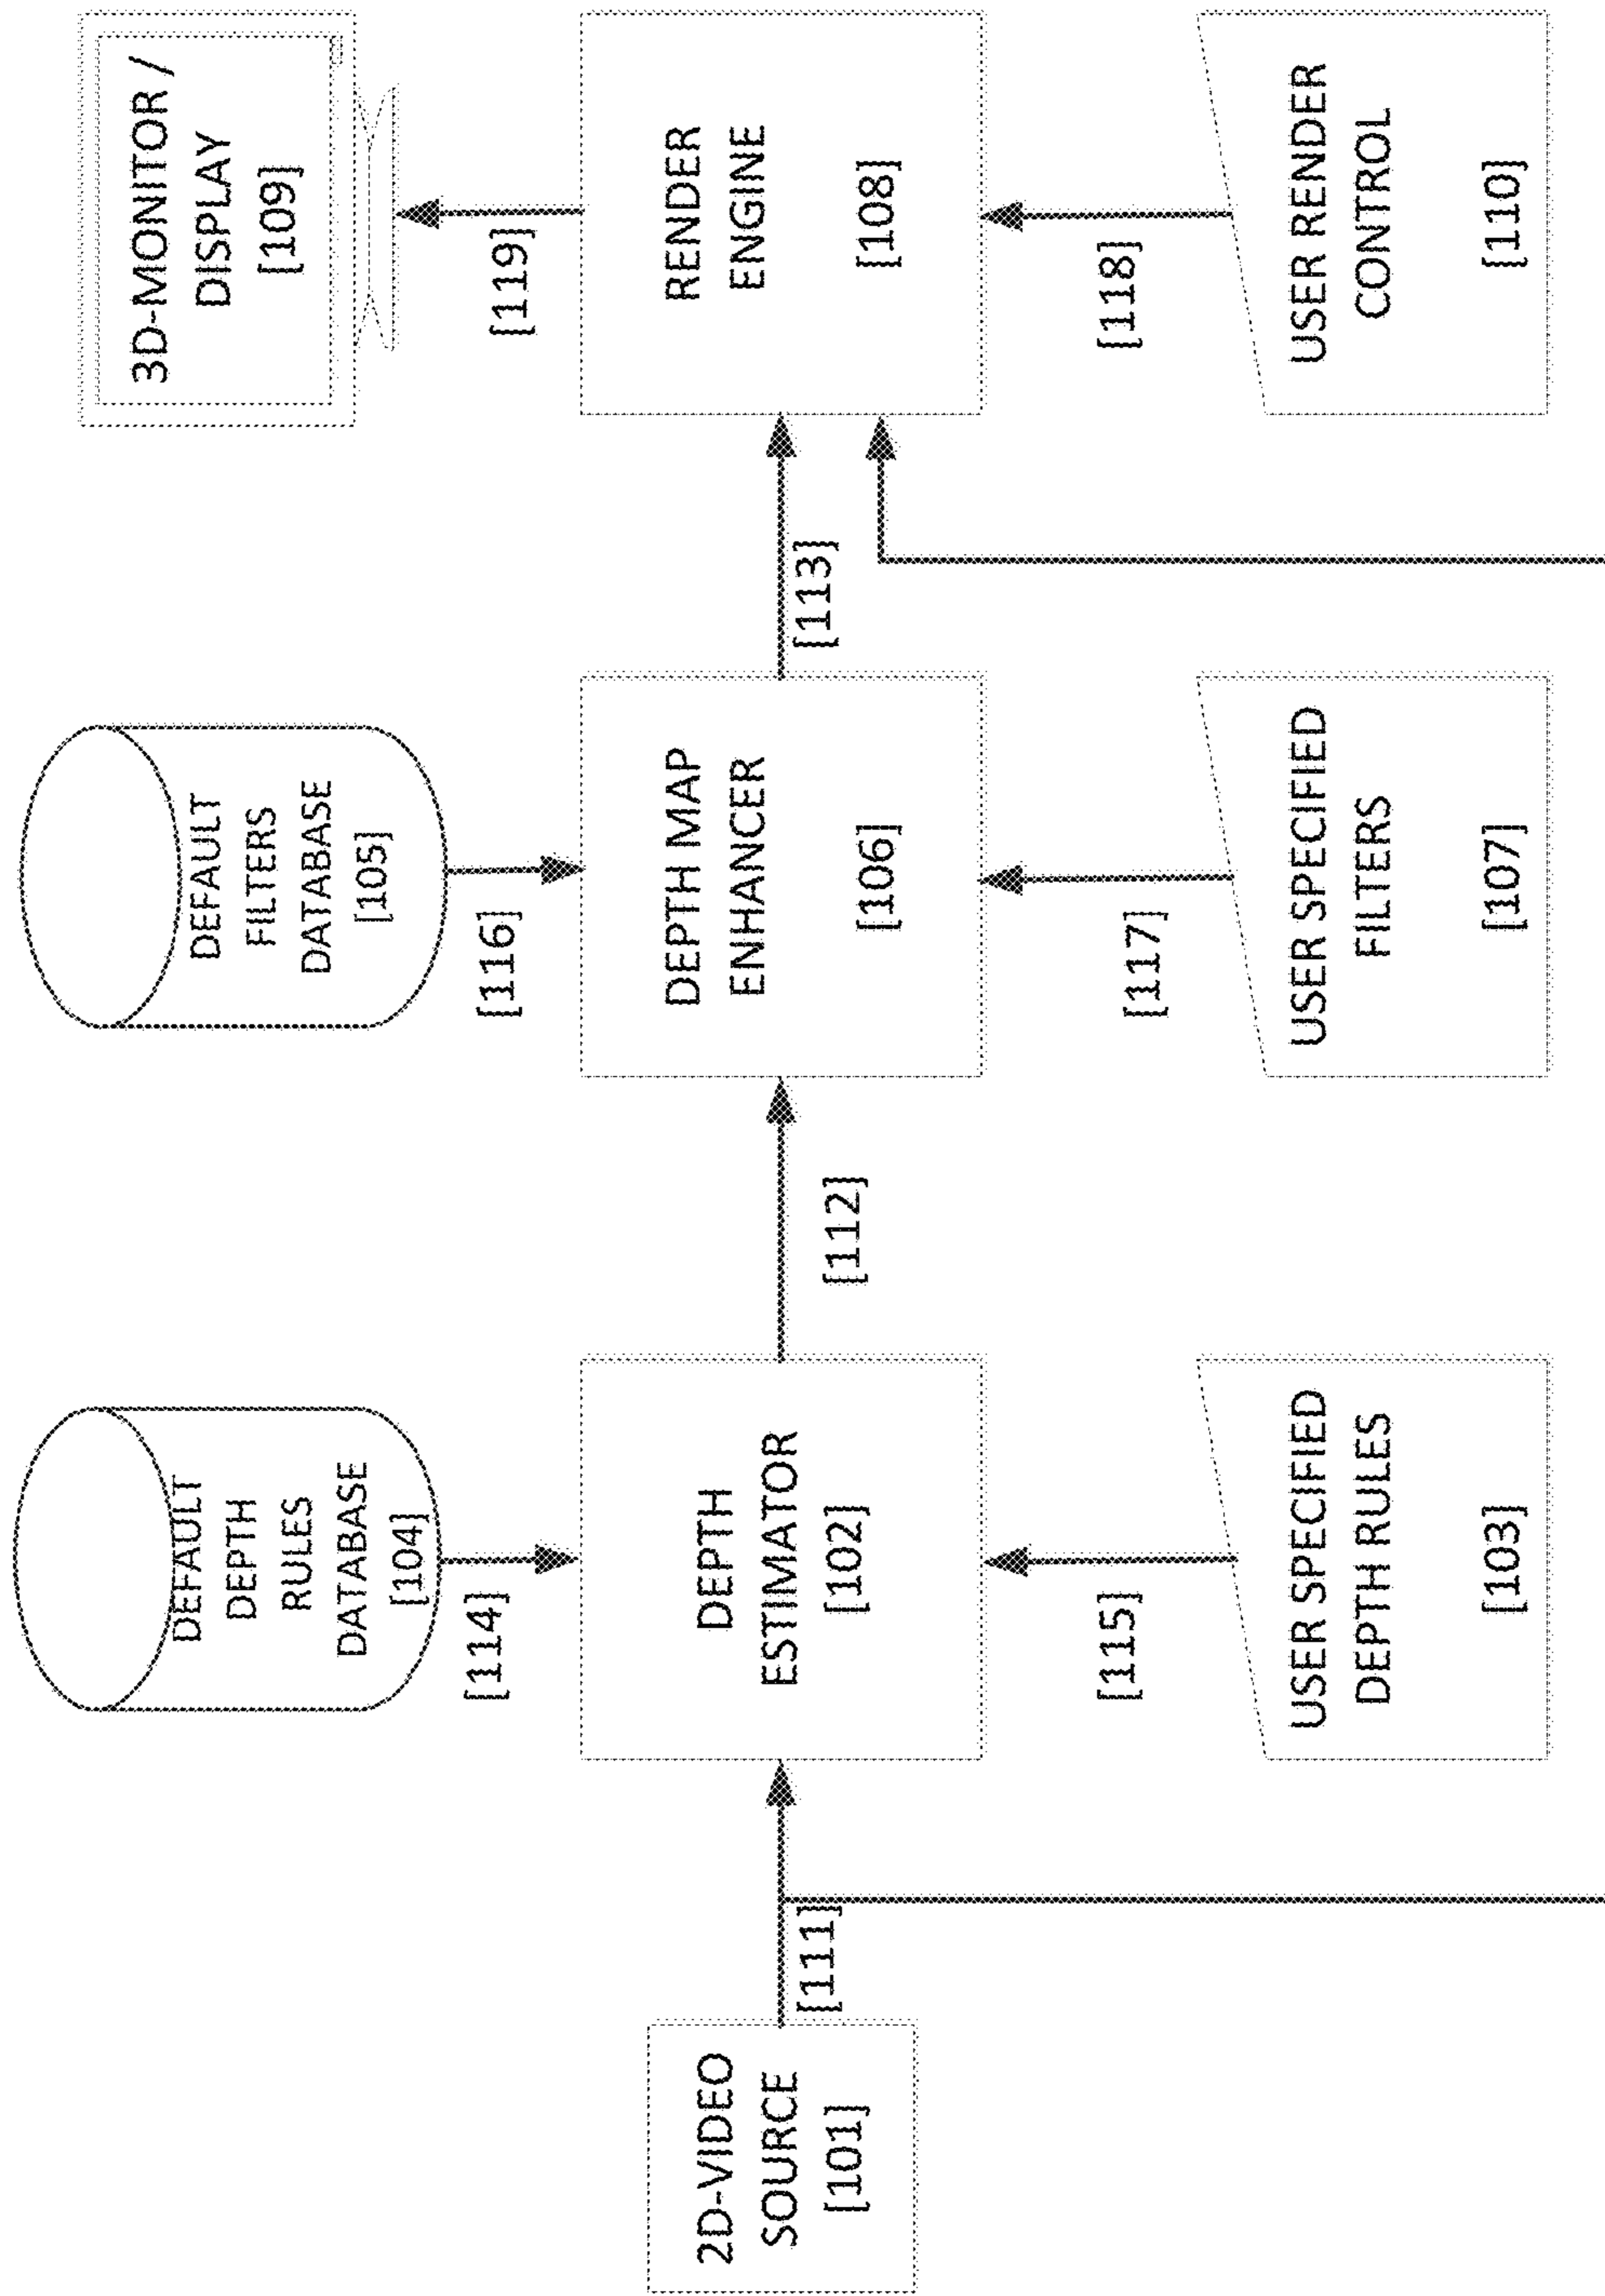 2D-VIDEO
SOURCE
[101]
[111]
DEFAULT
DEPTH
RULES
DATABASE
[104]
[114]
DEPTH
ESTIMATOR
[102]
[115]
USER SPECIFIED
DEPTH RULES
[103]
[112]
DEFAULT
FILTERS
DATABASE
[105]
[116]
DEPTH MAP
ENHANCER
[106]
[117]
USER SPECIFIED
FILTERS
[107]
[113]
3D-MONITOR /
DISPLAY
[109]
[119]
RENDER
ENGINE
[108]
[118]
USER RENDER
CONTROL
[110]